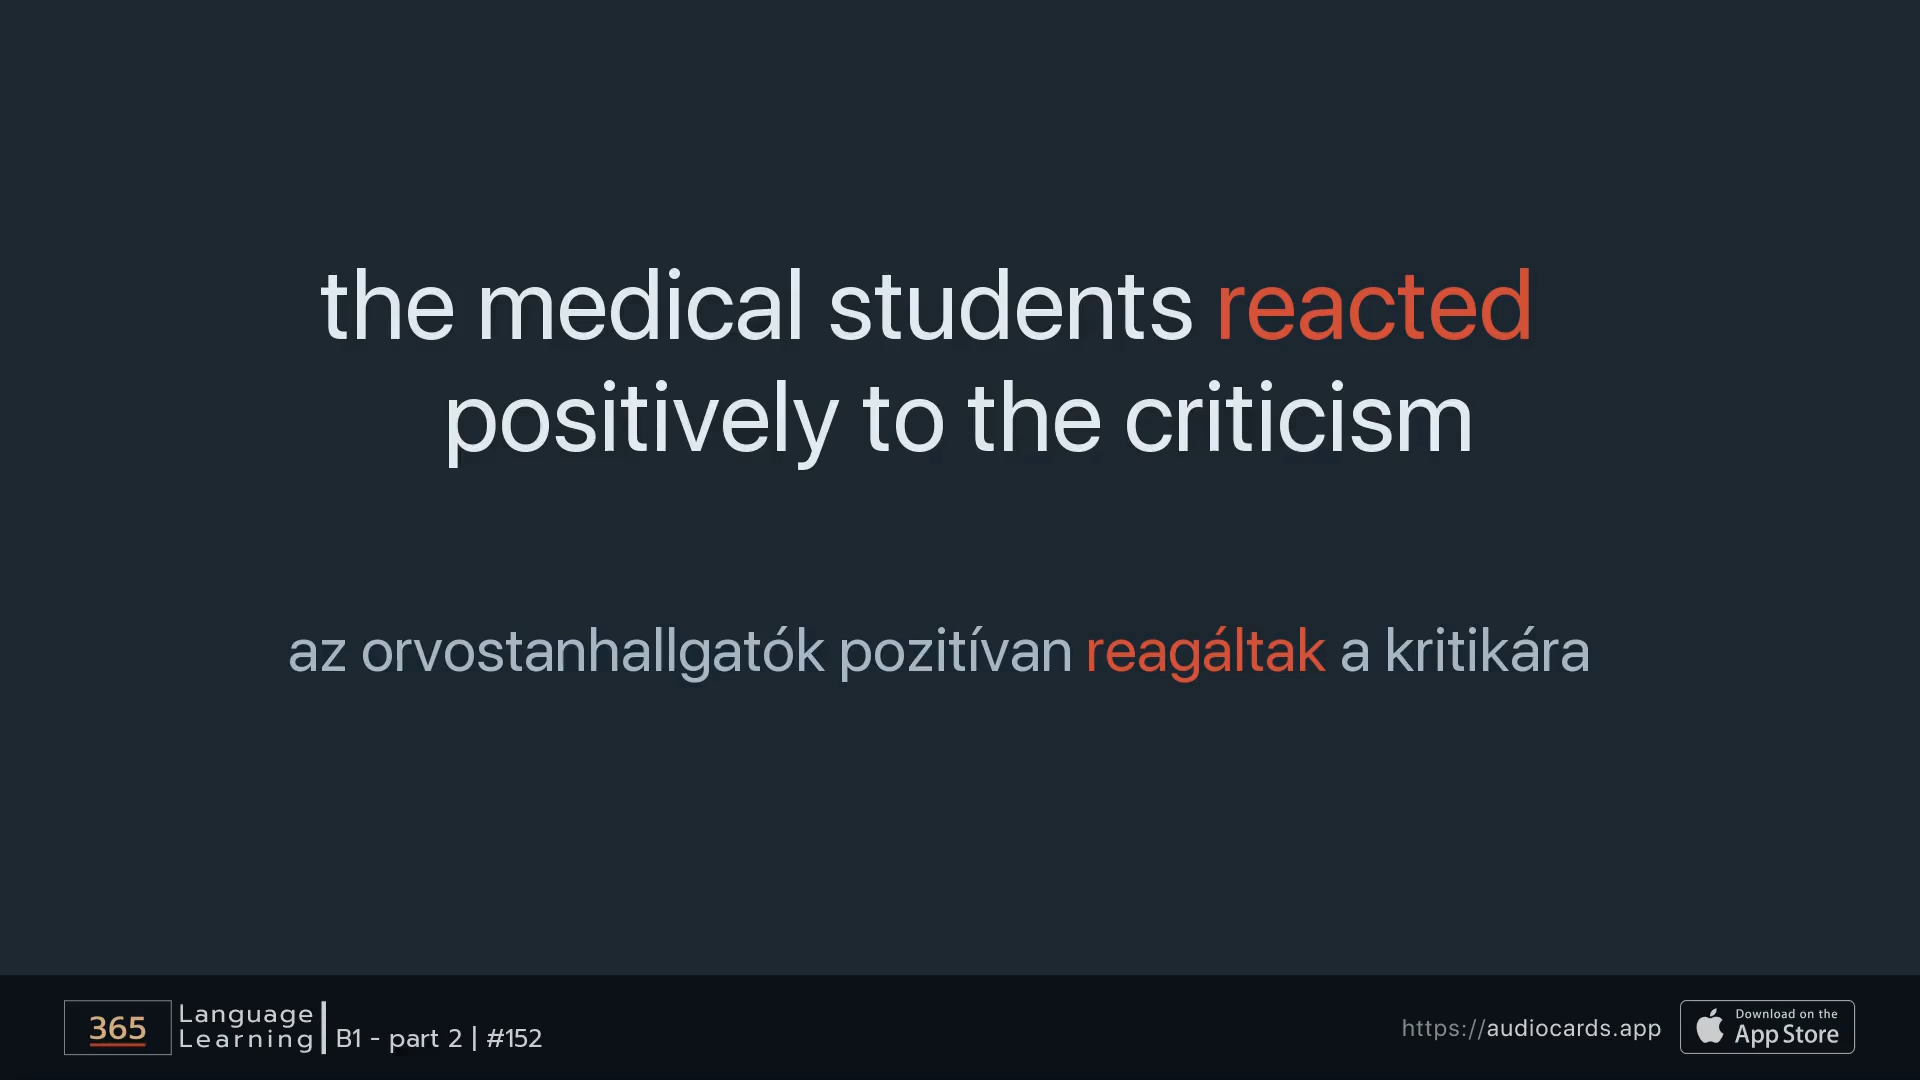 the medical students reacted
positively to the criticism
az orvostanhallgatók pozitívan reagáltak a kritikára
365
Language
Learning
B1 - part 2 | #152
https://audiocards.app
Download on the
App Store